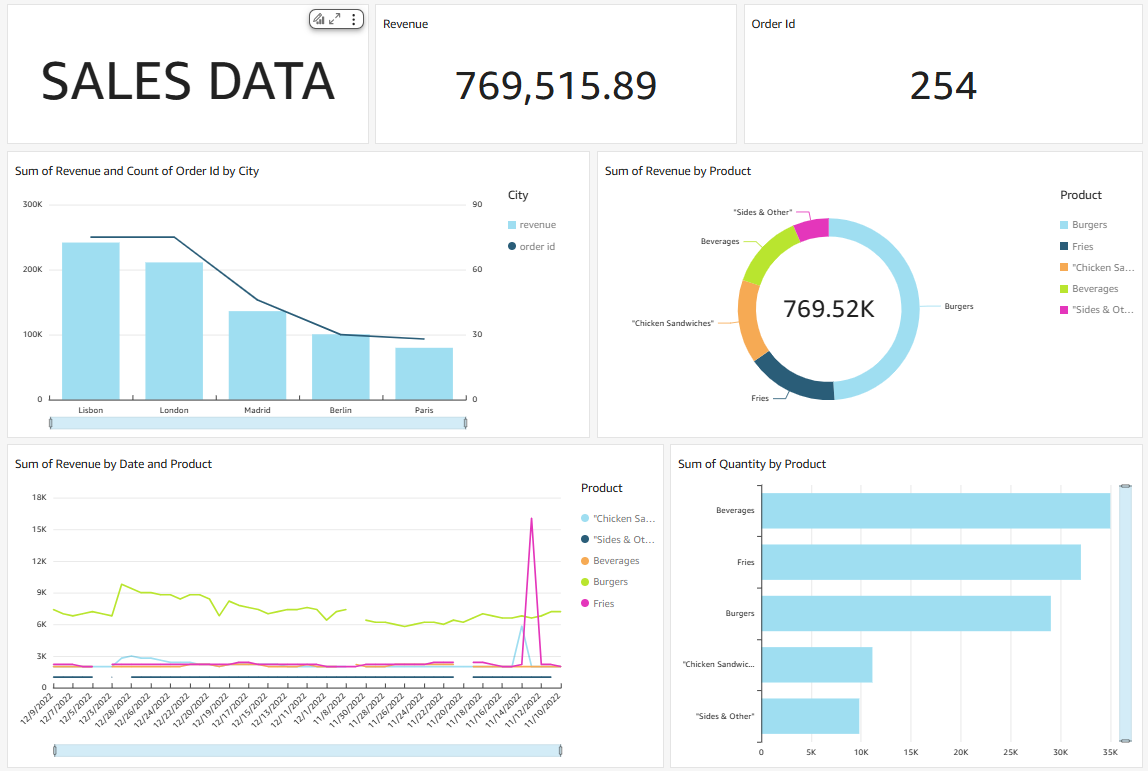 SALES DATA
Revenue
769,515.89
Order Id
254
Sum of Revenue and Count of Order Id by City
300K
200K
100K
0
90
60
30
0
Lisbon
London
Madrid
Berlin
Paris
City
revenue
order id
Sum of Revenue by Product
"Sides & Other"
Beverages
"Chicken Sandwiches"
Fries
Burgers
769.52K
Product
Burgers
Fries
"Chicken Sa...
Beverages
"Sides & Ot...
Sum of Revenue by Date and Product
18K
15K
12K
9K
6K
3K
0
12/9/2022
12/7/2022
12/5/2022
12/3/2022
12/28/2022
12/26/2022
12/24/2022
12/22/2022
12/20/2022
12/19/2022
12/17/2022
12/15/2022
12/13/2022
12/11/2022
12/1/2022
11/8/2022
11/30/2022
11/28/2022
11/26/2022
11/24/2022
11/22/2022
11/20/2022
11/18/2022
11/16/2022
11/14/2022
11/12/2022
11/10/2022
Product
"Chicken Sa...
"Sides & Ot...
Beverages
Burgers
Fries
Sum of Quantity by Product
Beverages
Fries
Burgers
"Chicken Sandwic...
"Sides & Other"
0
5K
10K
15K
20K
25K
30K
35K